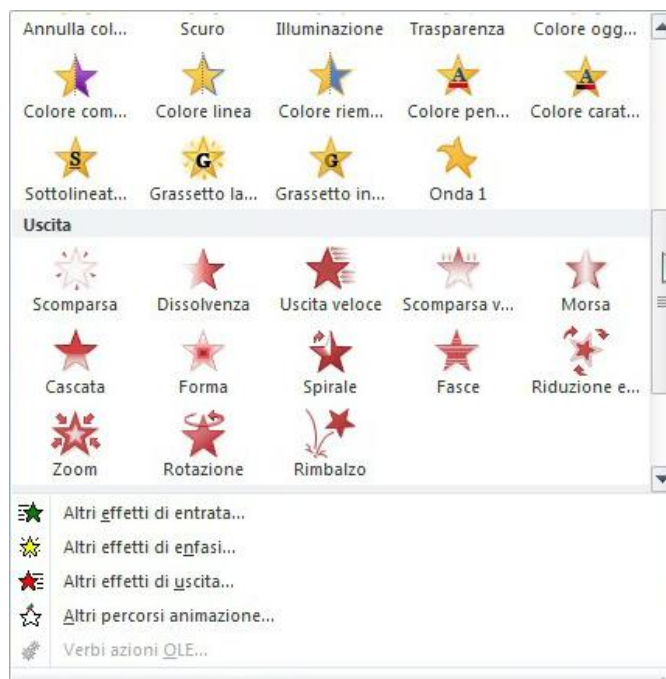 Annulla col... Scuro Illuminazione Trasparenza Colore ogg...
Colore com... Colore linea Colore riem... Colore pen... Colore carat...
Sottolineat... Grassetto la... Grassetto in... Onda 1
Uscita
Scomparsa Dissolvenza Uscita veloce Scomparsa v... Morsa
Cascata Forma Spirale Fasce Riduzione e...
Zoom Rotazione Rimbalzo
Altri effetti di entrata...
Altri effetti di enfasi...
Altri effetti di uscita...
Altri percorsi animazione...
Verbi azioni OLE...